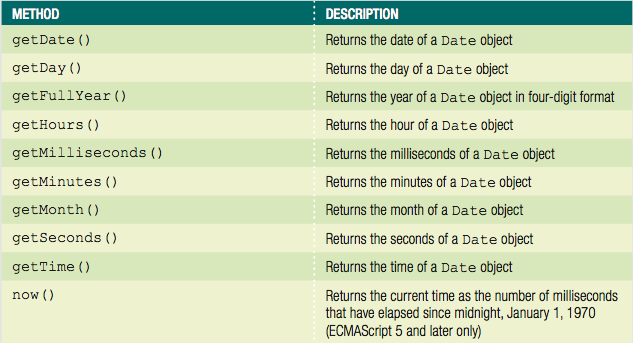 METHOD DESCRIPTION
getDate() Returns the date of a Date object
getDay() Returns the day of a Date object
getFullYear() Returns the year of a Date object in four-digit format
getHours() Returns the hour of a Date object
getMilliseconds() Returns the milliseconds of a Date object
getMinutes() Returns the minutes of a Date object
getMonth() Returns the month of a Date object
getSeconds() Returns the seconds of a Date object
getTime() Returns the time of a Date object
now() Returns the current time as the number of milliseconds
that have elapsed since midnight, January 1, 1970
(ECMAScript 5 and later only)